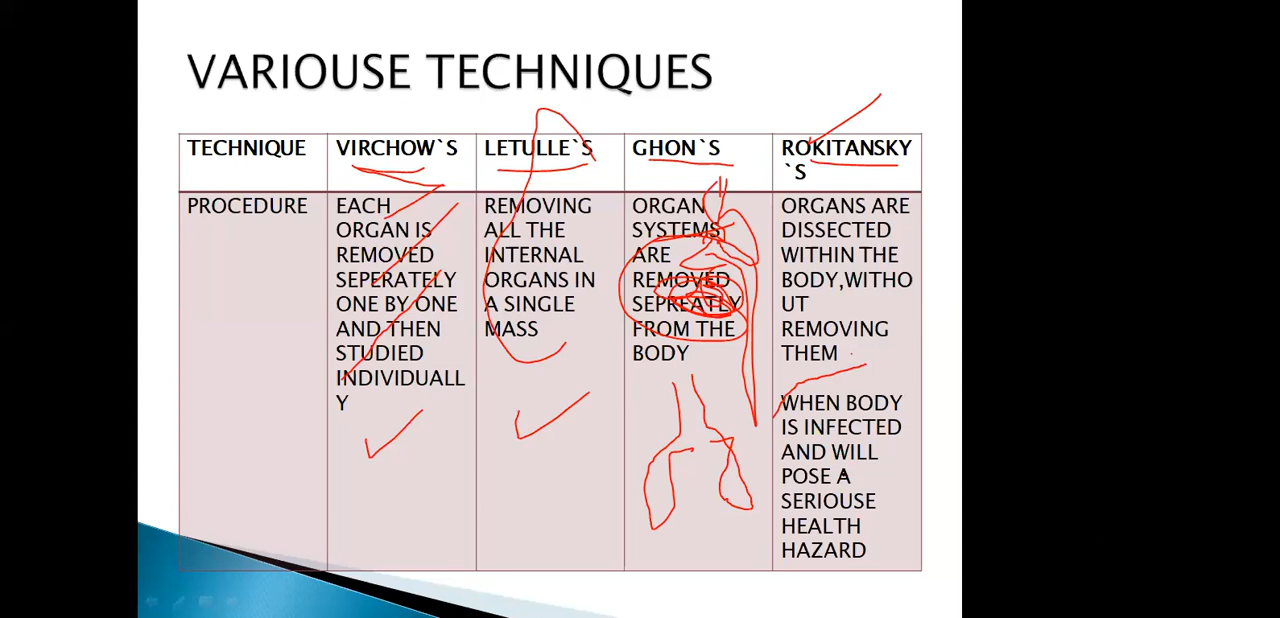 VARIOUSE TECHNIQUES
TECHNIQUE
VIRCHOW`S
LETULLE`S
GHON`S
ROKITANSKY
`S
PROCEDURE
EACH
ORGAN IS
REMOVED
SEPERATELY
ONE BY ONE
AND THEN
STUDIED
INDIVIDUALL
Y
REMOVING
ALL THE
INTERNAL
ORGANS IN
A SINGLE
MASS
ORGAN
SYSTEMS
ARE
REMOVED
SEPREATLY
FROM THE
BODY
ORGANS ARE
DISSECTED
WITHIN THE
BODY,WITHO
UT
REMOVING
THEM
WHEN BODY
IS INFECTED
AND WILL
POSE A
SERIOUSE
HEALTH
HAZARD